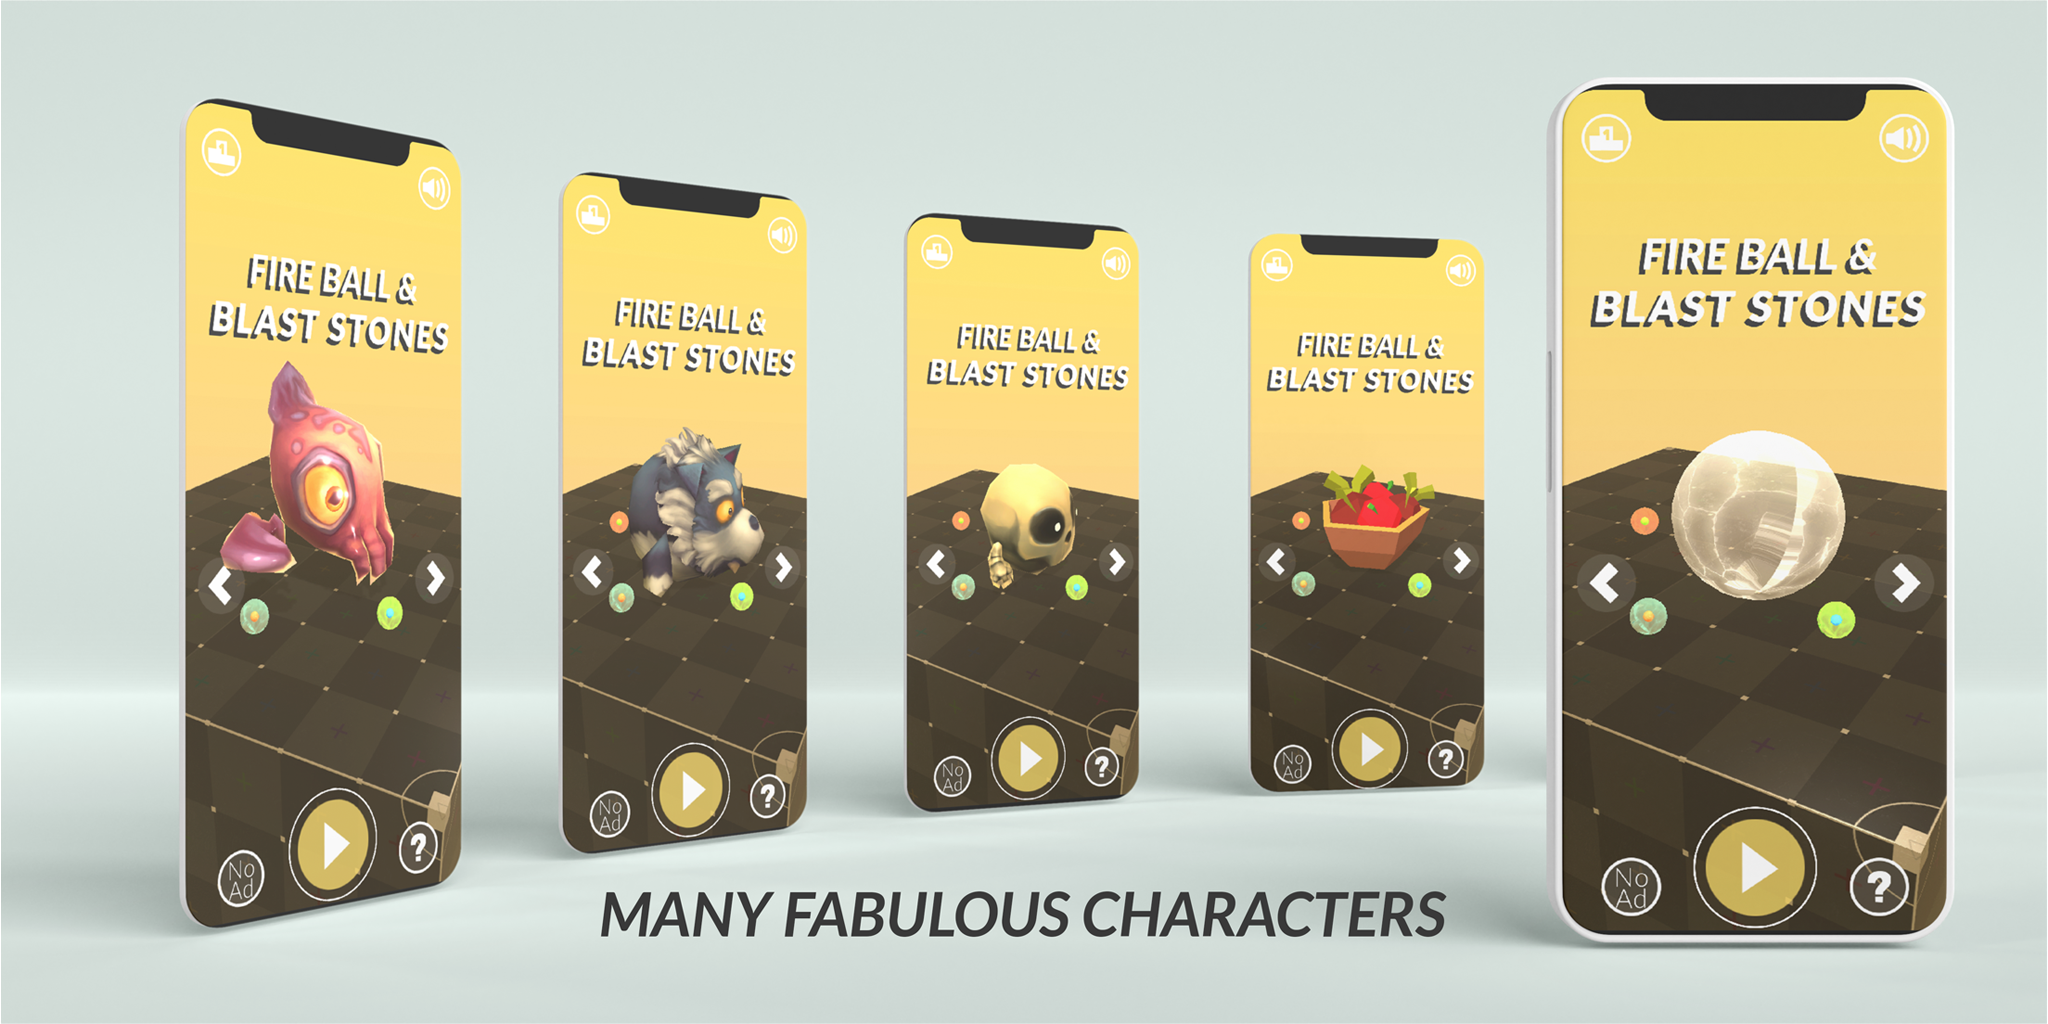 FIRE BALL &
BLAST STONES
No
Ad
?
FIRE BALL &
BLAST STONES
No
Ad
?
FIRE BALL &
BLAST STONES
No
Ad
?
FIRE BALL &
BLAST STONES
No
Ad
?
FIRE BALL &
BLAST STONES
No
Ad
?
MANY FABULOUS CHARACTERS